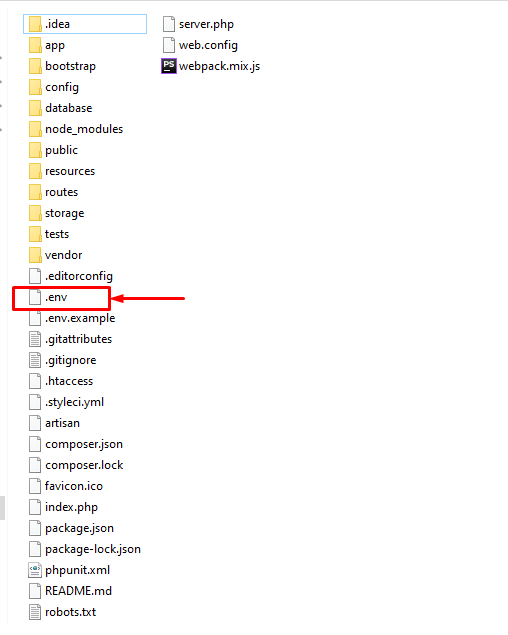 .idea
app
bootstrap
config
database
node_modules
public
resources
routes
storage
tests
vendor
.editorconfig
.env
.env.example
.gitattributes
.gitignore
.htaccess
.styleci.yml
artisan
composer.json
composer.lock
favicon.ico
index.php
package.json
package-lock.json
phpunit.xml
README.md
robots.txt
server.php
web.config
PS webpack.mix.js